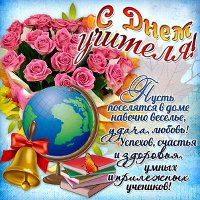 С Днем
учителя!
Пусть
поселятся в доме
навечно веселье,
удача, любовь!
Успехов, счастья
и здоровья,
умных
и прилежных
учеников!